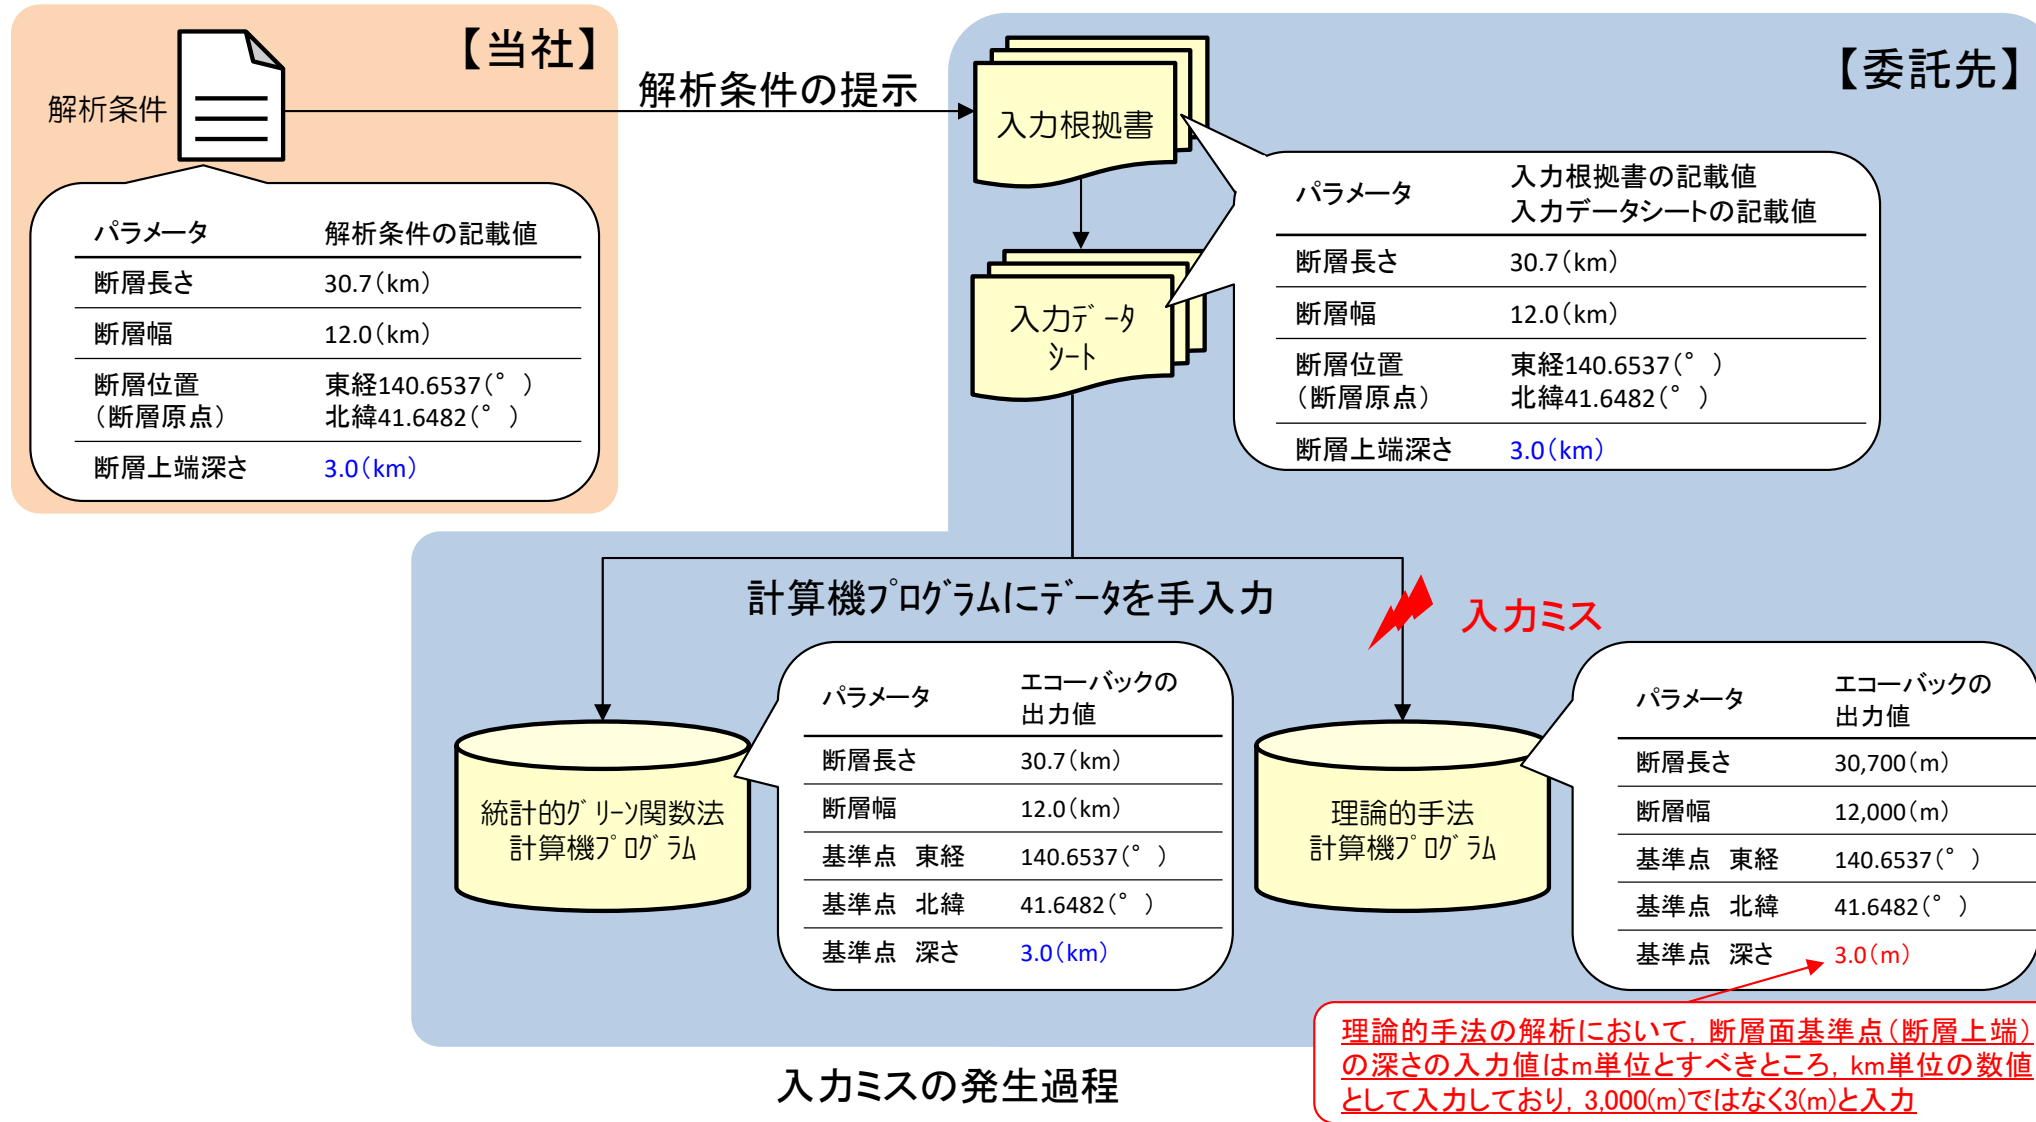 【当社】
解析条件
解析条件の提示
【委託先】
入力根拠書
パラメータ 解析条件の記載値
断層長さ 30.7(km)
断層幅 12.0(km)
断層位置 東経140.6537(°)
(断層原点) 北緯41.6482(°)
断層上端深さ 3.0(km)
入力データ
シート
パラメータ 入力根拠書の記載値
入力データシートの記載値
断層長さ 30.7(km)
断層幅 12.0(km)
断層位置 東経140.6537(°)
(断層原点) 北緯41.6482(°)
断層上端深さ 3.0(km)
計算機プログラムにデータを手入力
入力ミス
統計的グリーン関数法
計算機プログラム
パラメータ エコーバックの
出力値
断層長さ 30.7(km)
断層幅 12.0(km)
基準点 東経 140.6537(°)
基準点 北緯 41.6482(°)
基準点 深さ 3.0(km)
理論的手法
計算機プログラム
パラメータ エコーバックの
出力値
断層長さ 30,700(m)
断層幅 12,000(m)
基準点 東経 140.6537(°)
基準点 北緯 41.6482(°)
基準点 深さ 3.0(m)
理論的手法の解析において，断層面基準点(断層上端)
の深さの入力値はm単位とすべきところ，km単位の数値
として入力しており，3,000(m)ではなく3(m)と入力
入力ミスの発生過程